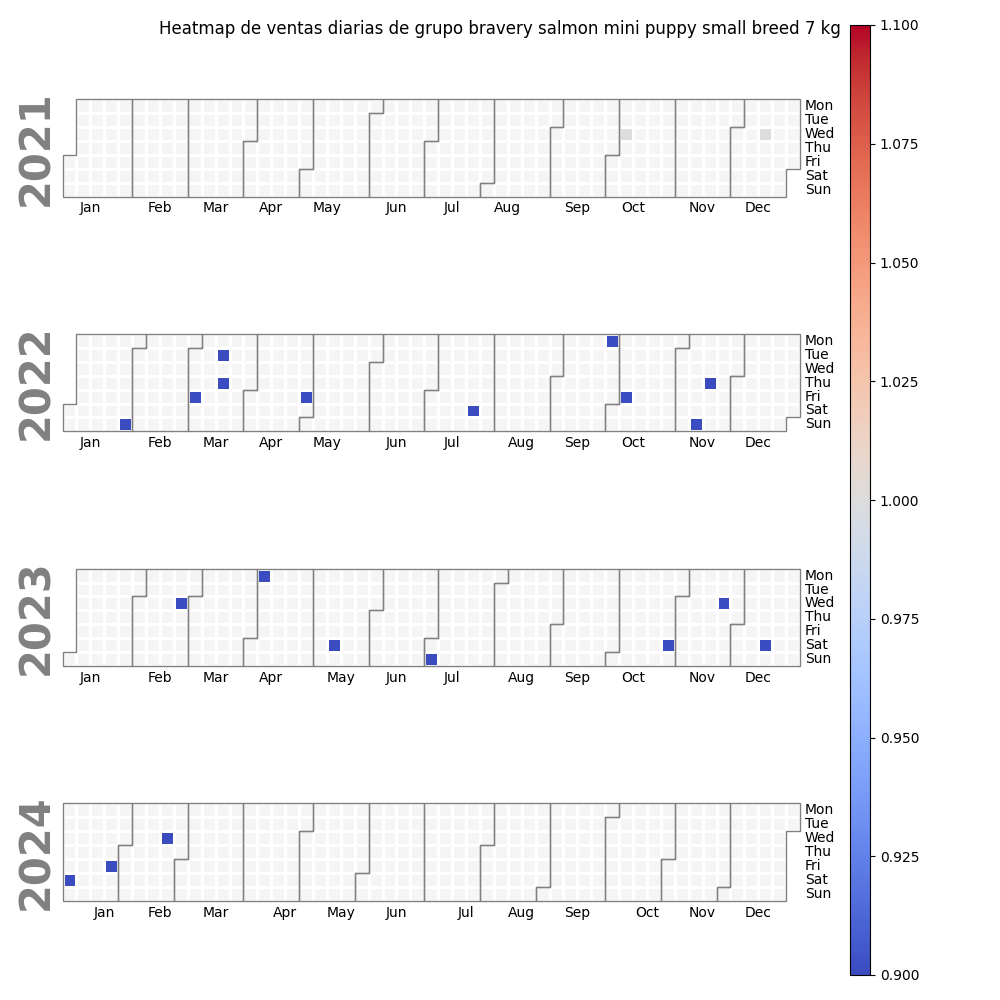 Heatmap de ventas diarias de grupo bravery salmon mini puppy small breed 7 kg
2021
Mon
Tue
Wed
Thu
Fri
Sat
Sun
Jan Feb Mar Apr May Jun Jul Aug Sep Oct Nov Dec
2022
Mon
Tue
Wed
Thu
Fri
Sat
Sun
Jan Feb Mar Apr May Jun Jul Aug Sep Oct Nov Dec
2023
Mon
Tue
Wed
Thu
Fri
Sat
Sun
Jan Feb Mar Apr May Jun Jul Aug Sep Oct Nov Dec
2024
Mon
Tue
Wed
Thu
Fri
Sat
Sun
Jan Feb Mar Apr May Jun Jul Aug Sep Oct Nov Dec
1.100
1.075
1.050
1.025
1.000
0.975
0.950
0.925
0.900